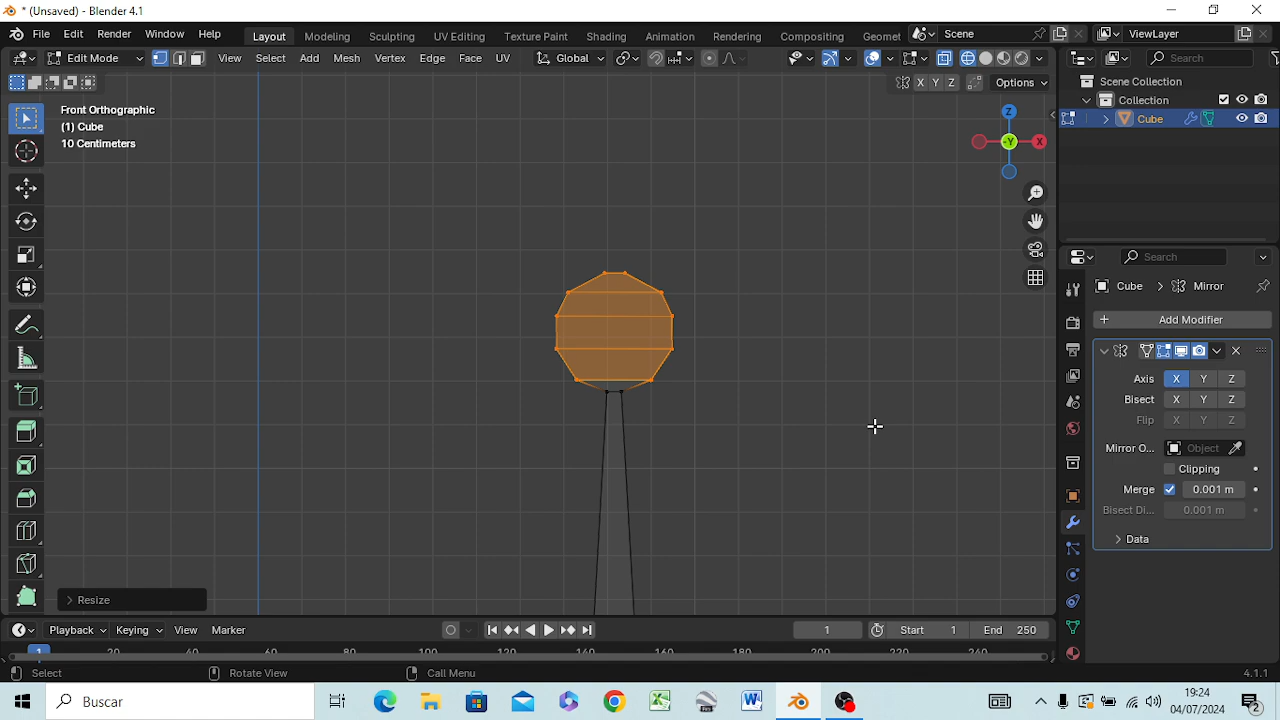 * (Unsaved) - Blender 4.1
File Edit Render Window Help Layout Modeling Sculpting UV Editing Texture Paint Shading Animation Rendering Compositing Geomet Scene ViewLayer
Edit Mode View Select Add Mesh Vertex Edge Face UV Global Search
X Y Z Options
Scene Collection
Collection
Cube
Front Orthographic
(1) Cube
10 Centimeters
Z
-Y
X
Search
Cube > Mirror
+ Add Modifier
Axis X Y Z
Bisect X Y Z
Flip X Y Z
Mirror O... Object
Clipping
Merge 0.001 m
Bisect Di... 0.001 m
> Data
> Resize
Playback Keying View Marker 1 Start 1 End 250
1 20 40 60 80 100 120 140 160 180 200 220 240
Select Rotate View Call Menu 4.1.1
Buscar
19:24
04/07/2024
2